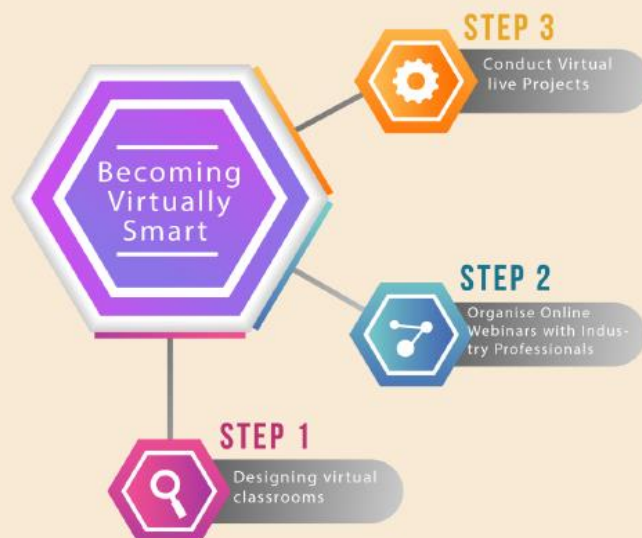 Becoming
Virtually
Smart
STEP 3
Conduct Virtual
live Projects
STEP 2
Organise Online
Webinars with Indus-
try Professionals
STEP 1
Designing virtual
classrooms